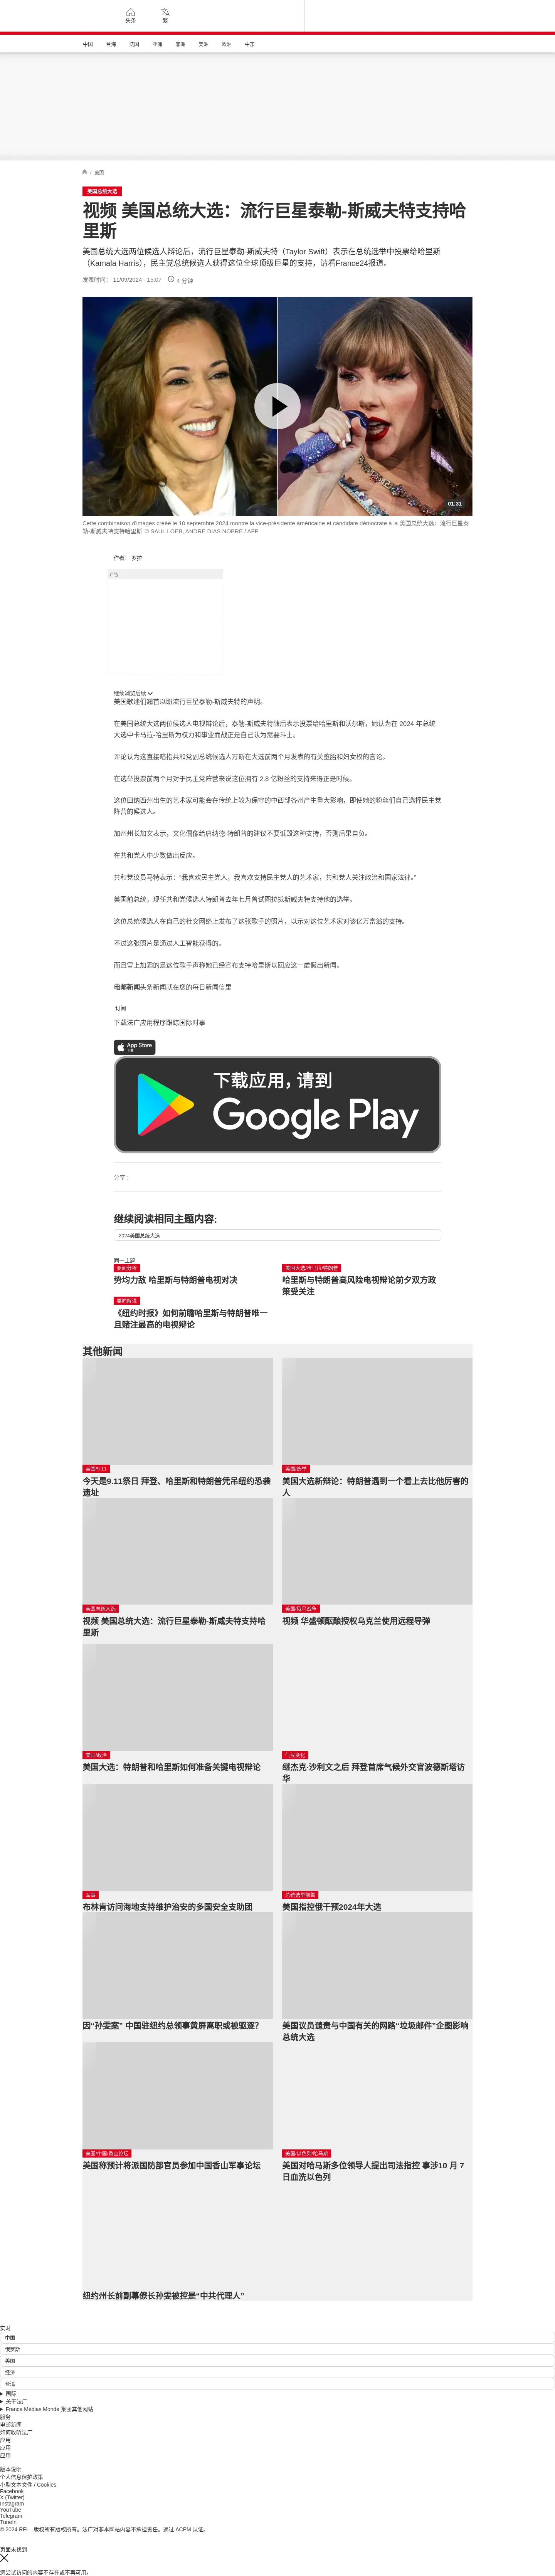 头条
繁
中国
台海
法国
亚洲
非洲
美洲
欧洲
中东
/ 美国
美国总统大选
视频 美国总统大选：流行巨星泰勒-斯威夫特支持哈
里斯
美国总统大选两位候选人辩论后，流行巨星泰勒-斯威夫特（Taylor Swift）表示在总统选举中投票给哈里斯
（Kamala Harris），民主党总统候选人获得这位全球顶级巨星的支持，请看France24报道。
发表时间： 11/09/2024 - 15:07
4 分钟
01:31
Cette combinaison d'images créée le 10 septembre 2024 montre la vice-présidente américaine et candidate démocrate à la 美国总统大选：流行巨星泰
勒-斯威夫特支持哈里斯 © SAUL LOEB, ANDRE DIAS NOBRE / AFP
作者： 罗拉
广告
继续浏览后续
美国歌迷们翘首以盼流行巨星泰勒-斯威夫特的声明。
在美国总统大选两位候选人电视辩论后，泰勒-斯威夫特随后表示投票给哈里斯和沃尔斯，她认为在 2024 年总统
大选中卡马拉-哈里斯为权力和事业而战正是自己认为需要斗士。
评论认为这直接暗指共和党副总统候选人万斯在大选前两个月发表的有关堕胎和妇女权的言论。
在选举投票前两个月对于民主党阵营来说这位拥有 2.8 亿粉丝的支持来得正是时候。
这位田纳西州出生的艺术家可能会在传统上较为保守的中西部各州产生重大影响，即使她的粉丝们自己选择民主党
阵营的候选人。
加州州长加文表示，文化偶像给唐纳德-特朗普的建议不要诋毁这种支持，否则后果自负。
在共和党人中少数做出反应。
共和党议员马特表示：“我喜欢民主党人，我喜欢支持民主党人的艺术家，共和党人关注政治和国家法律。”
美国前总统，现任共和党候选人特朗普去年七月曾试图拉拢斯威夫特支持他的选举。
这位总统候选人在自己的社交网络上发布了这张歌手的照片，以示对这位艺术家对该亿万富翁的支持。
不过这张照片是通过人工智能获得的。
而且雪上加霜的是这位歌手声称她已经宣布支持哈里斯以回应这一虚假出新闻。
电邮新闻头条新闻就在您的每日新闻信里
订阅
下载法广应用程序跟踪国际时事
App Store
下载
下载应用，请到
Google Play
分享 :
继续阅读相同主题内容:
2024美国总统大选
同一主题
要闻分析
势均力敌 哈里斯与特朗普电视对决
美国大选/哈马拉/特朗普
哈里斯与特朗普高风险电视辩论前夕双方政
策受关注
要闻解说
《纽约时报》如何前瞻哈里斯与特朗普唯一
且赌注最高的电视辩论
其他新闻
美国/9.11
今天是9.11祭日 拜登、哈里斯和特朗普凭吊纽约恐袭
遗址
美国/选举
美国大选新辩论：特朗普遇到一个看上去比他厉害的
人
美国总统大选
视频 美国总统大选：流行巨星泰勒-斯威夫特支持哈
里斯
美国/俄乌战争
视频 华盛顿酝酿授权乌克兰使用远程导弹
美国/政治
美国大选：特朗普和哈里斯如何准备关键电视辩论
气候变化
继杰克·沙利文之后 拜登首席气候外交官波德斯塔访
华
军事
布林肯访问海地支持维护治安的多国安全支助团
总统选举前期
美国指控俄干预2024年大选
因“孙雯案” 中国驻纽约总领事黄屏离职或被驱逐?
美国议员谴责与中国有关的网路“垃圾邮件”企图影响
总统大选
美国/中国/香山论坛
美国称预计将派国防部官员参加中国香山军事论坛
美国/以色列/哈马斯
美国对哈马斯多位领导人提出司法指控 事涉10 月 7
日血洗以色列
纽约州长前副幕僚长孙雯被控是“中共代理人”
实时
中国
俄罗斯
美国
经济
台湾
国际
关于法广
France Médias Monde 集团其他网站
服务
电邮新闻
如何收听法广
应用
应用
应用
版本说明
个人信息保护政策
小型文本文件 / Cookies
Facebook
X (Twitter)
Instagram
YouTube
Telegram
TuneIn
© 2024 RFI – 版权所有版权所有。法广对非本网站内容不承担责任。通过 ACPM 认证。
页面未找到
您尝试访问的内容不存在或不再可用。